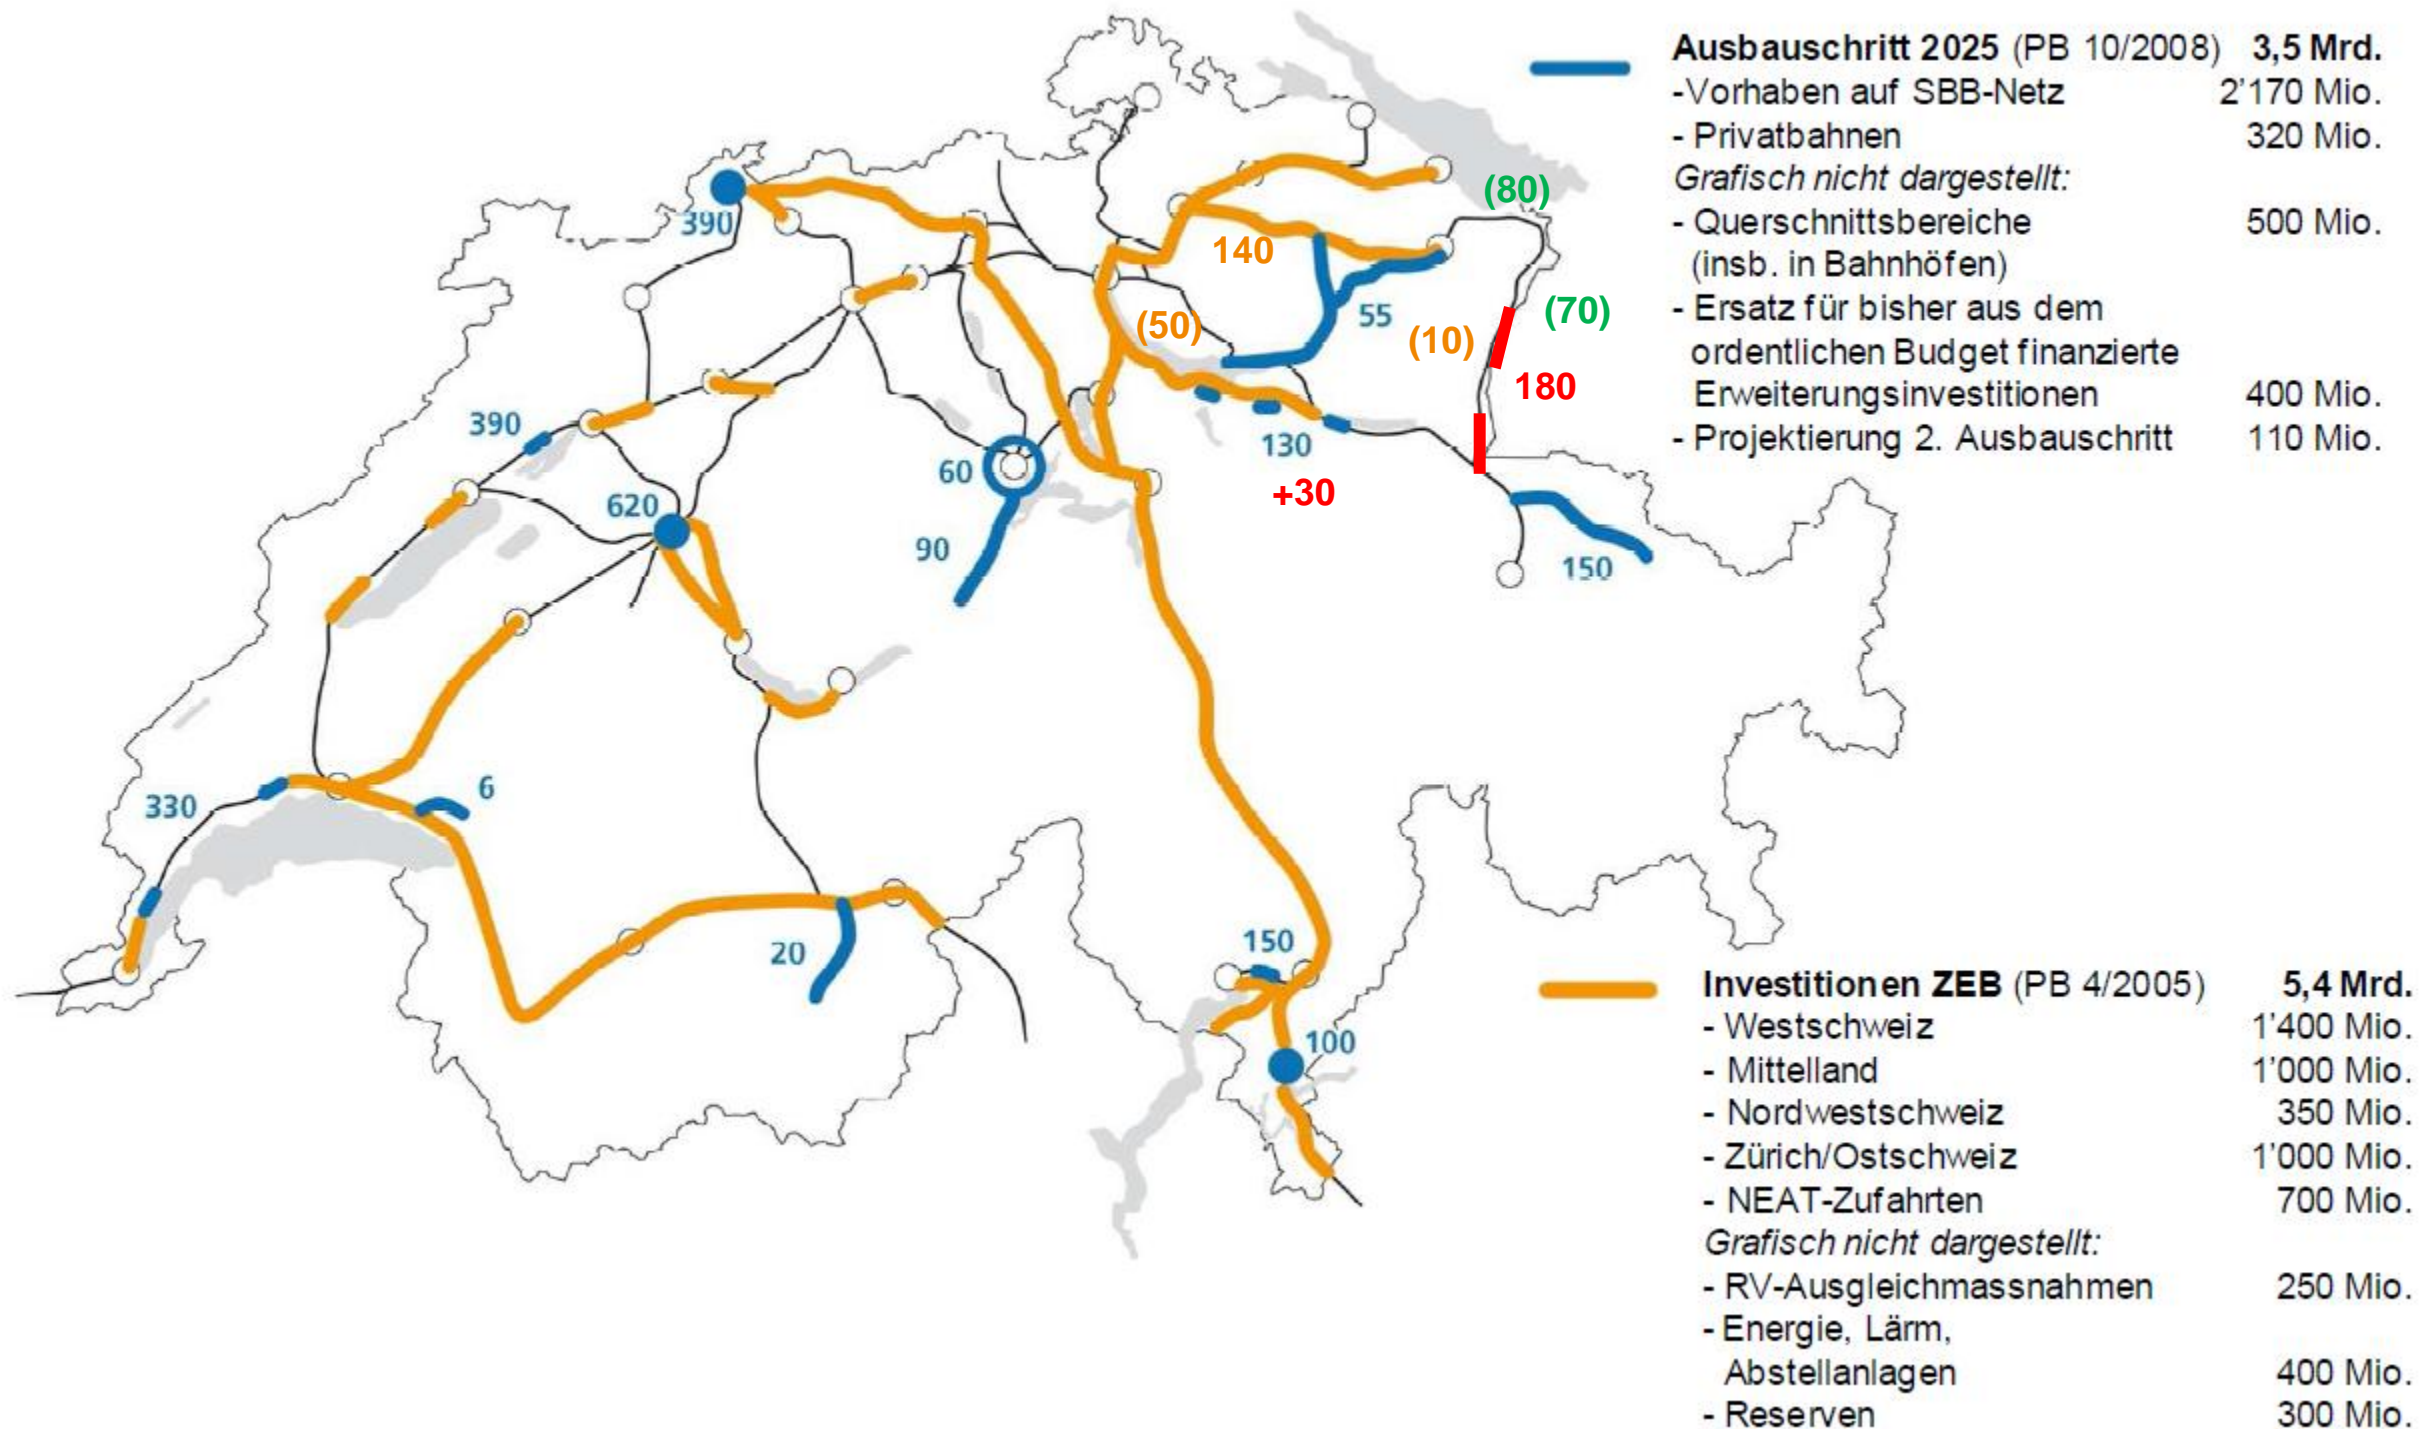 Ausbauschritt 2025 (PB 10/2008) 3,5 Mrd.
-Vorhaben auf SBB-Netz 2'170 Mio.
- Privatbahnen 320 Mio.
Grafisch nicht dargestellt:
- Querschnittsbereiche 500 Mio.
(insb. in Bahnhöfen)
- Ersatz für bisher aus dem
ordentlichen Budget finanzierte
Erweiterungsinvestitionen 400 Mio.
- Projektierung 2. Ausbauschritt 110 Mio.
390
(80)
140
55
(50)
(10)
(70)
180
390
130
+30
60
620
90
150
6
330
20
150
100
Investitionen ZEB (PB 4/2005) 5,4 Mrd.
- Westschweiz 1'400 Mio.
- Mittelland 1'000 Mio.
- Nordwestschweiz 350 Mio.
- Zürich/Ostschweiz 1'000 Mio.
- NEAT-Zufahrten 700 Mio.
Grafisch nicht dargestellt:
- RV-Ausgleichmassnahmen 250 Mio.
- Energie, Lärm,
Abstellanlagen 400 Mio.
- Reserven 300 Mio.